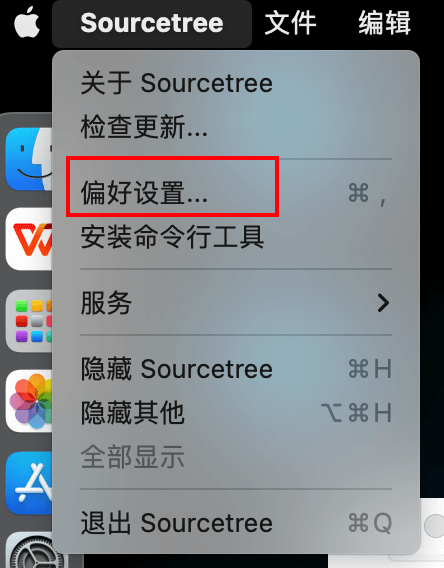 Sourcetree 文件 编辑
关于 Sourcetree
检查更新...
偏好设置... ⌘ ,
安装命令行工具
服务
隐藏 Sourcetree ⌘H
隐藏其他 ⌥⌘H
全部显示
退出 Sourcetree ⌘Q